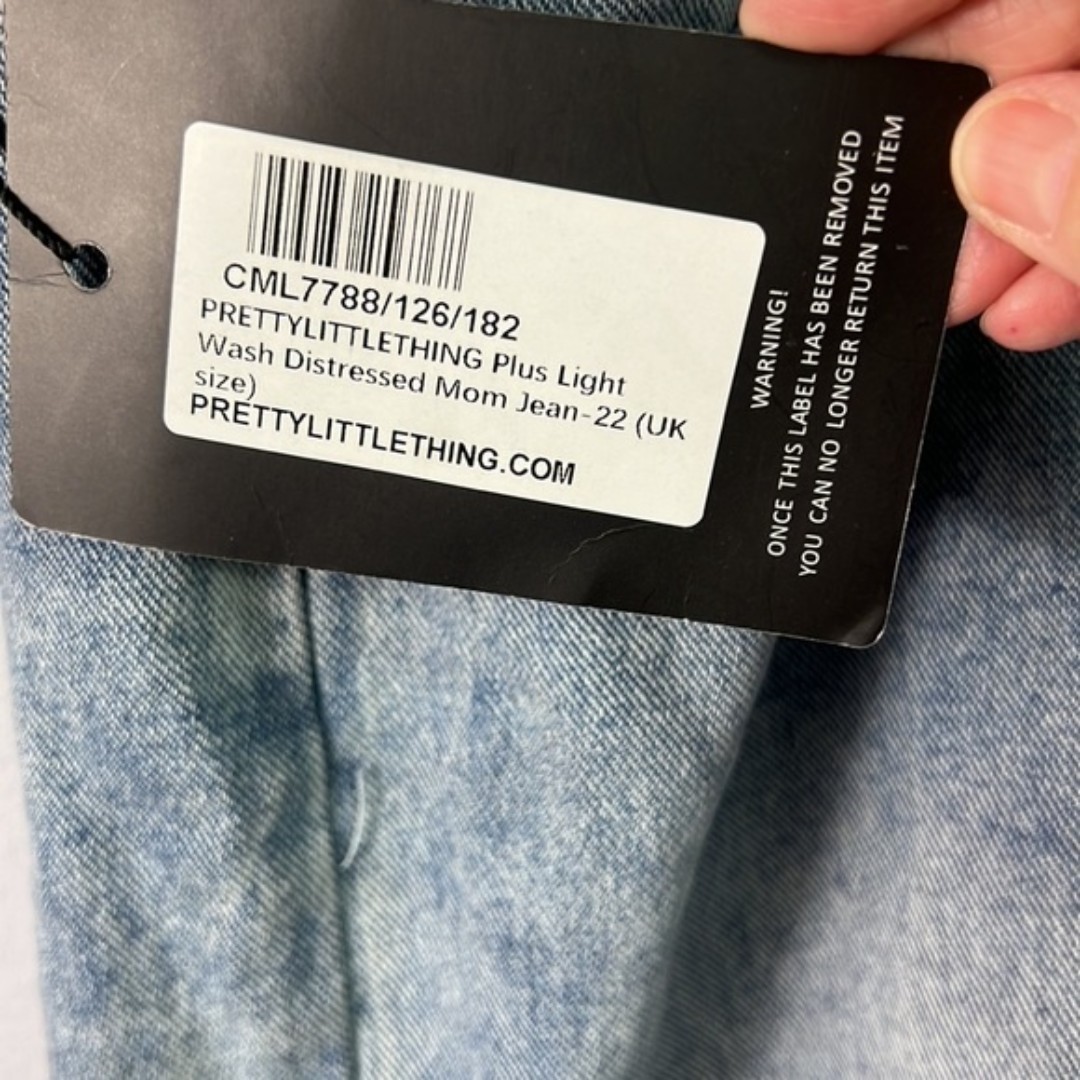 CML7788/126/182
PRETTYLITTLETHING Plus Light
Wash Distressed Mom Jean-22 (UK
size)
PRETTYLITTLETHING.COM
WARNING!
ONCE THIS LABEL HAS BEEN REMOVED
YOU CAN NO LONGER RETURN THIS ITEM